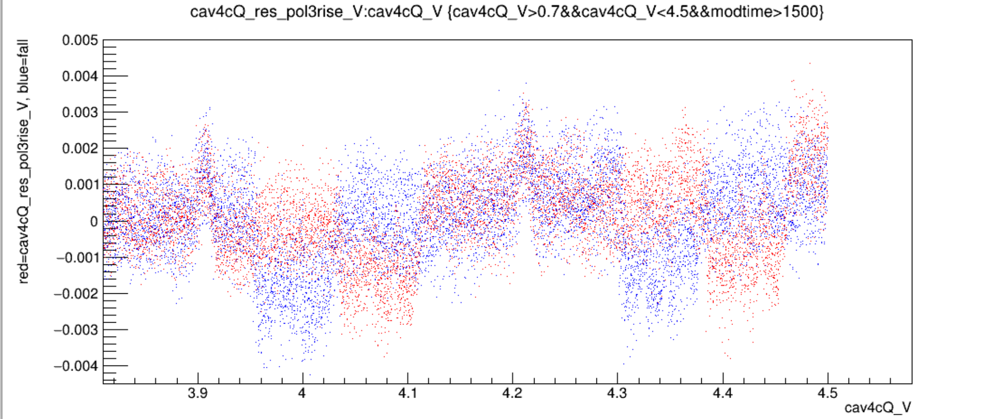 cav4cQ_res_pol3rise_V:cav4cQ_V {cav4cQ_V>0.7&&cav4cQ_V<4.5&&modtime>1500}
red=cav4cQ_res_pol3rise_V, blue=fall
0.005
0.004
0.003
0.002
0.001
0
−0.001
−0.002
−0.003
−0.004
3.9 4 4.1 4.2 4.3 4.4 4.5
cav4cQ_V